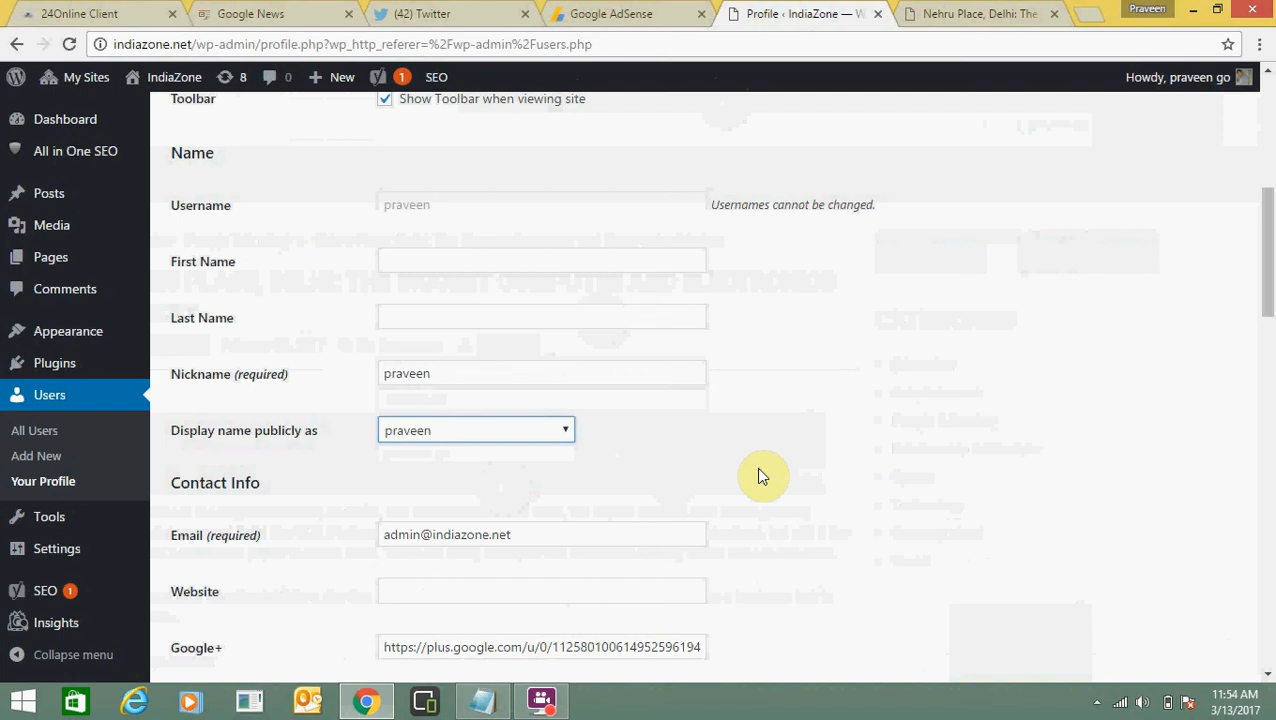 24Online Client
Google News
(42) Twitter
Google AdSense
Profile ‹ IndiaZone — W
Nehru Place, Delhi: The
Praveen
indiazone.net/wp-admin/profile.php?wp_http_referer=%2Fwp-admin%2Fusers.php
My Sites
IndiaZone
8
0
New
1
SEO
Howdy, praveen go
Toolbar
Show Toolbar when viewing site
Dashboard
All in One SEO
Posts
Media
Pages
Comments
Appearance
Plugins
Users
All Users
Add New
Your Profile
Tools
Settings
SEO 1
Insights
Collapse menu
Name
Username
praveen
Usernames cannot be changed.
First Name
Last Name
Nickname (required)
praveen
Display name publicly as
praveen
Contact Info
Email (required)
admin@indiazone.net
Website
Google+
https://plus.google.com/u/0/112580100614952596194
11:54 AM
3/13/2017